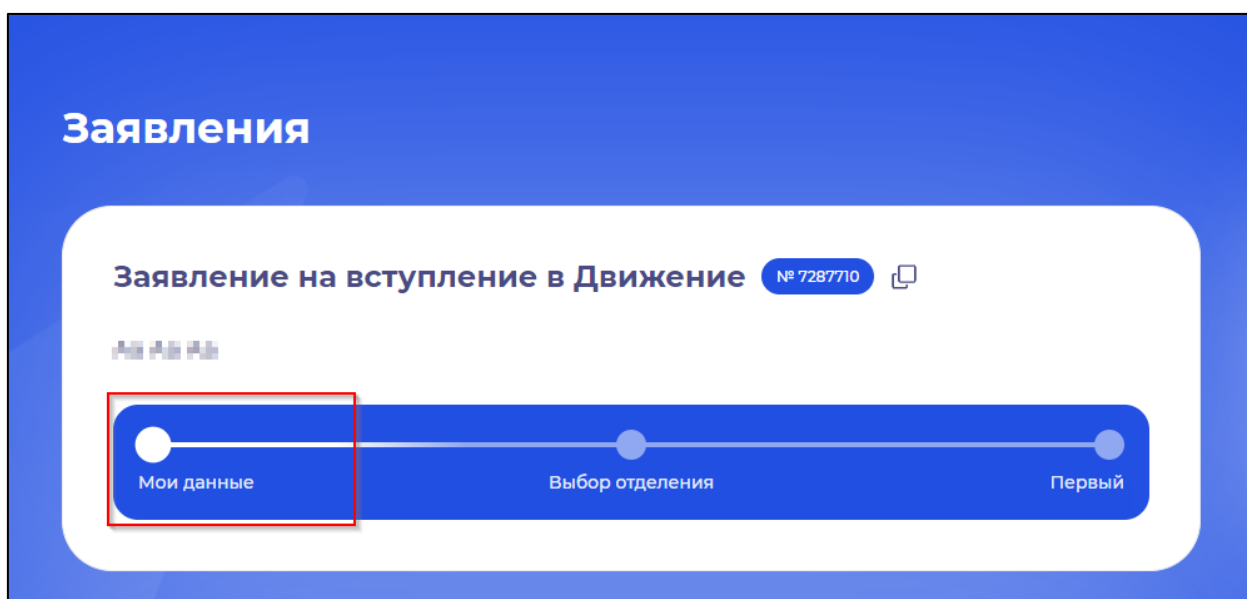 Заявления
Заявление на вступление в Движение № 7287710
Мои данные Выбор отделения Первый